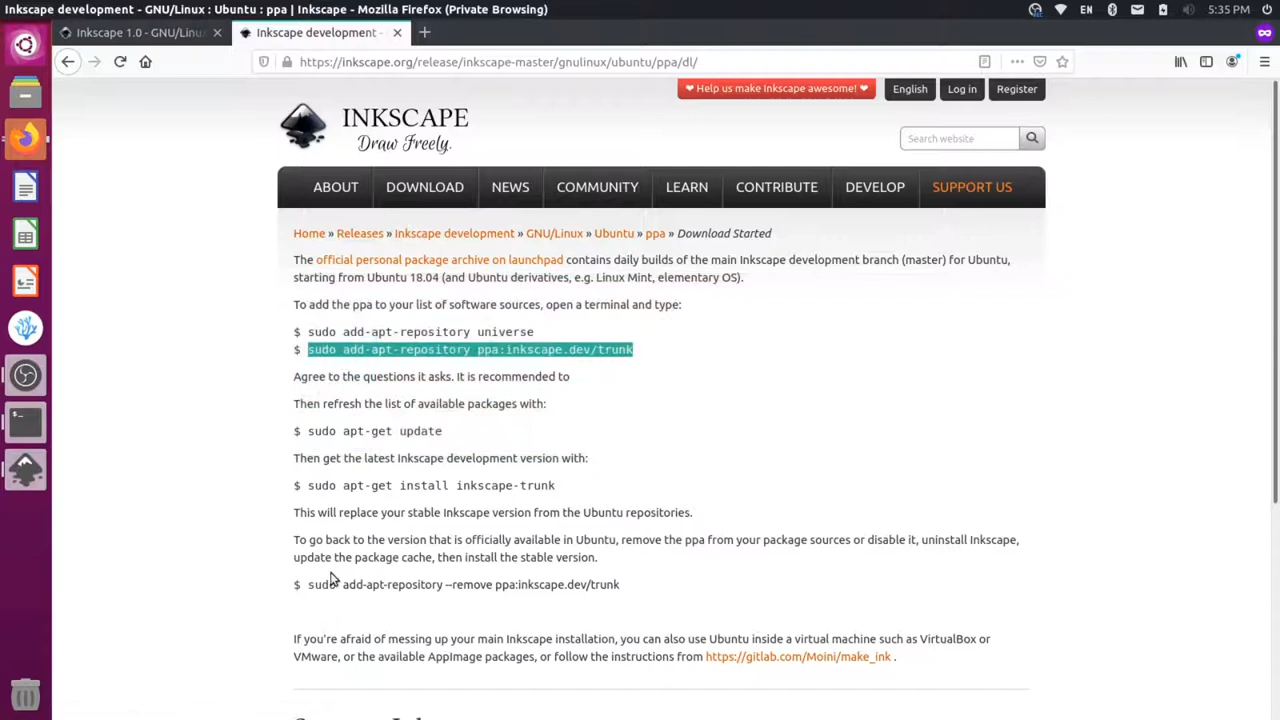 Inkscape development - GNU/Linux : Ubuntu : ppa | Inkscape - Mozilla Firefox (Private Browsing)
EN
5:35 PM
Inkscape 1.0 - GNU/Linu
Inkscape development -
https://inkscape.org/release/inkscape-master/gnulinux/ubuntu/ppa/dl/
❤ Help us make Inkscape awesome! ❤
English
Log in
Register
INKSCAPE
Draw Freely.
Search website
ABOUT
DOWNLOAD
NEWS
COMMUNITY
LEARN
CONTRIBUTE
DEVELOP
SUPPORT US
Home » Releases » Inkscape development » GNU/Linux » Ubuntu » ppa » Download Started
The official personal package archive on launchpad contains daily builds of the main Inkscape development branch (master) for Ubuntu,
starting from Ubuntu 18.04 (and Ubuntu derivatives, e.g. Linux Mint, elementary OS).
To add the ppa to your list of software sources, open a terminal and type:
$ sudo add-apt-repository universe
$ sudo add-apt-repository ppa:inkscape.dev/trunk
Agree to the questions it asks. It is recommended to
Then refresh the list of available packages with:
$ sudo apt-get update
Then get the latest Inkscape development version with:
$ sudo apt-get install inkscape-trunk
This will replace your stable Inkscape version from the Ubuntu repositories.
To go back to the version that is officially available in Ubuntu, remove the ppa from your package sources or disable it, uninstall Inkscape,
update the package cache, then install the stable version.
$ sudo add-apt-repository --remove ppa:inkscape.dev/trunk
If you're afraid of messing up your main Inkscape installation, you can also use Ubuntu inside a virtual machine such as VirtualBox or
VMware, or the available AppImage packages, or follow the instructions from https://gitlab.com/Moini/make_ink .